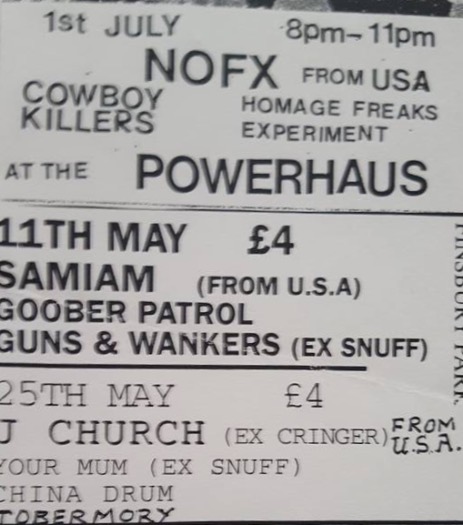 1st JULY 8pm-11pm
NOFX FROM USA
COWBOY KILLERS
HOMAGE FREAKS EXPERIMENT
AT THE POWERHAUS
11TH MAY £4
SAMIAM (FROM U.S.A)
GOOBER PATROL
GUNS & WANKERS (EX SNUFF)
25TH MAY £4
J CHURCH (EX CRINGER) FROM U.S.A.
YOUR MUM (EX SNUFF)
CHINA DRUM
TOBERMORY
FINSBURY PARK